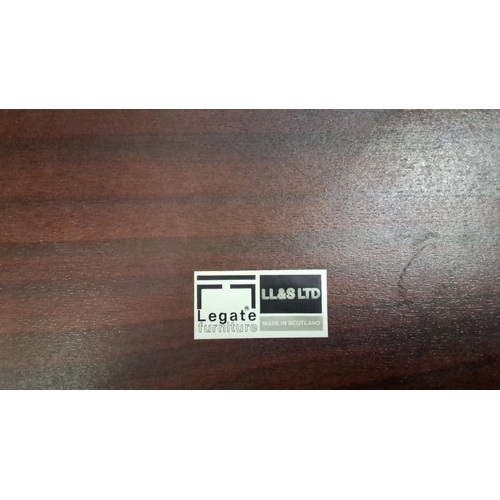 Legate®
furniture
LL&S LTD
MADE IN SCOTLAND